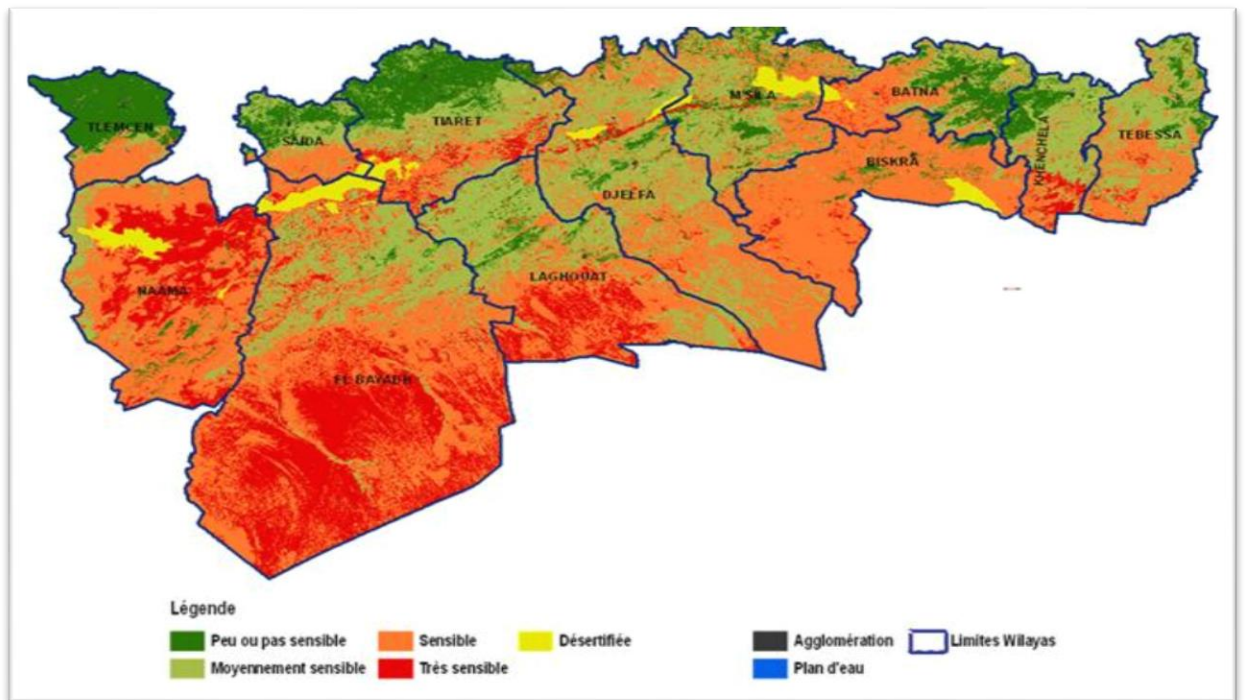 TLEMCEN
SAIDA
TIARET
M'SILA
BATNA
KHENCHELA
TEBESSA
BISKRA
DJELFA
LAGHOUAT
NAAMA
EL BAYADH
Légende
Peu ou pas sensible
Sensible
Désertifiée
Agglomération
Limites Wilayas
Moyennement sensible
Très sensible
Plan d'eau